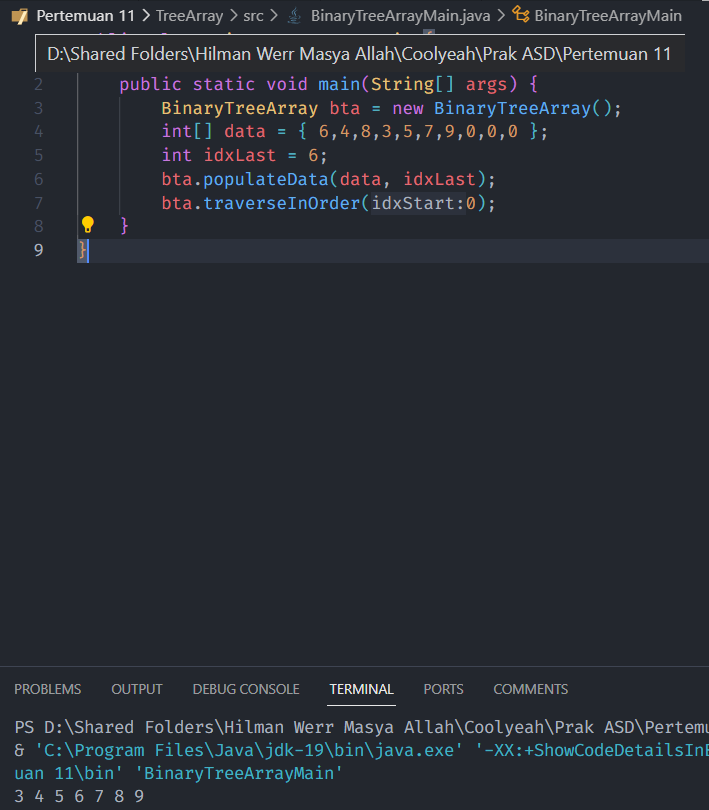 Pertemuan 11 > TreeArray > src > BinaryTreeArrayMain.java > BinaryTreeArrayMain
D:\Shared Folders\Hilman Werr Masya Allah\Coolyeah\Prak ASD\Pertemuan 11
2 public static void main(String[] args) {
3 BinaryTreeArray bta = new BinaryTreeArray();
4 int[] data = { 6,4,8,3,5,7,9,0,0,0 };
5 int idxLast = 6;
6 bta.populateData(data, idxLast);
7 bta.traverseInOrder(idxStart:0);
8 }
9 }
PROBLEMS OUTPUT DEBUG CONSOLE TERMINAL PORTS COMMENTS
PS D:\Shared Folders\Hilman Werr Masya Allah\Coolyeah\Prak ASD\Pertemu
& 'C:\Program Files\Java\jdk-19\bin\java.exe' '-XX:+ShowCodeDetailsInE
uan 11\bin' 'BinaryTreeArrayMain'
3 4 5 6 7 8 9